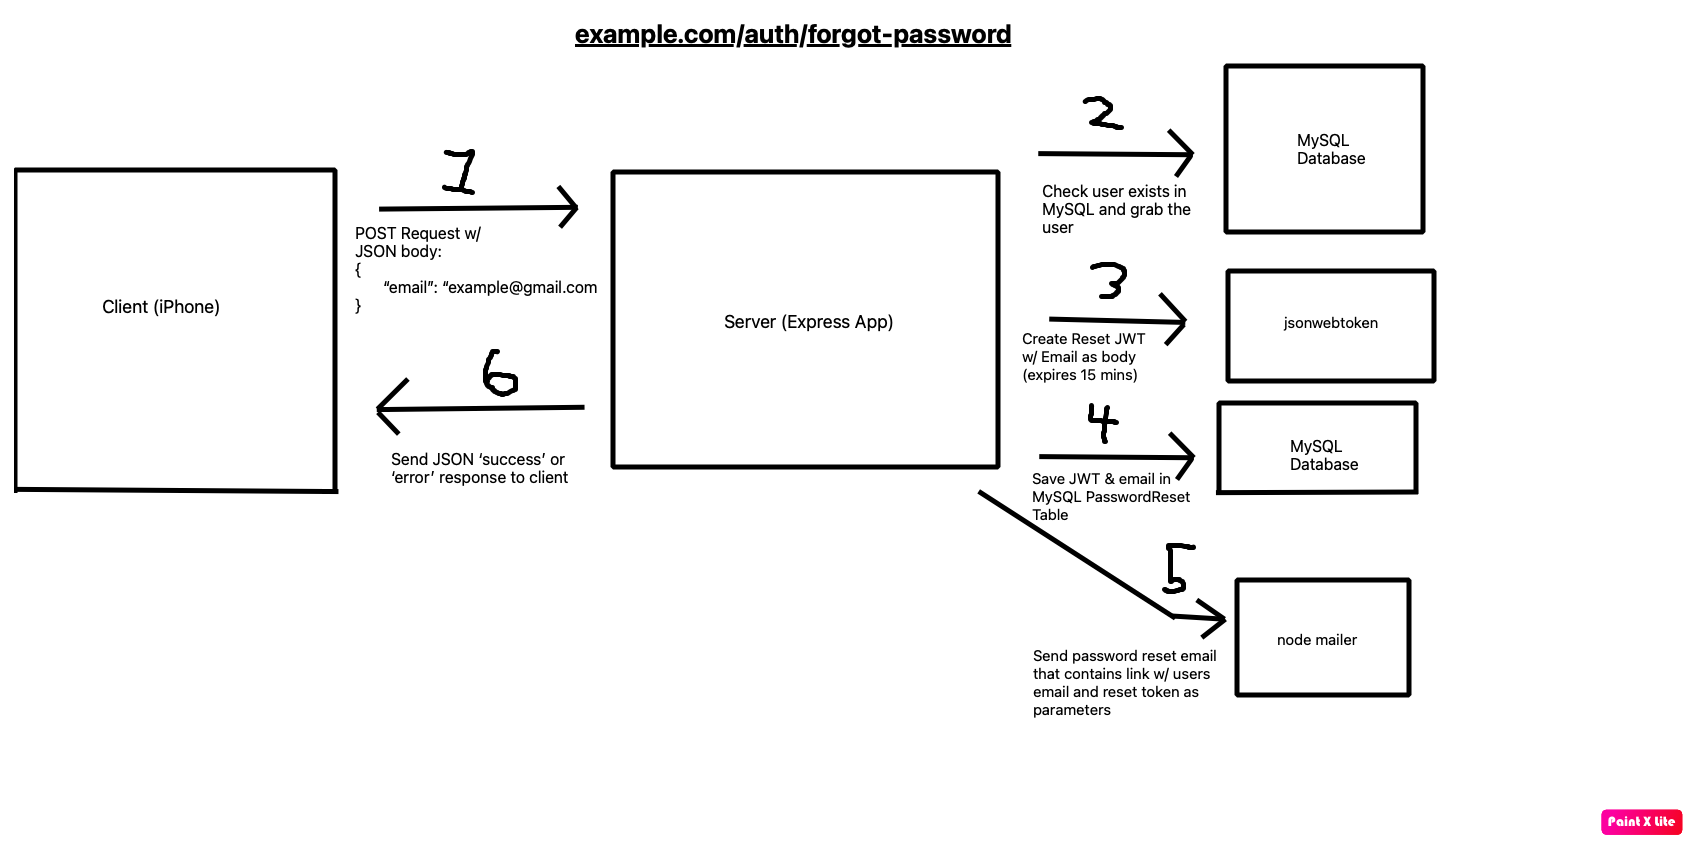 example.com/auth/forgot-password
1
POST Request w/
JSON body:
{
“email”: “example@gmail.com
}
Client (iPhone)
6
Send JSON ‘success’ or
‘error’ response to client
Server (Express App)
2
Check user exists in
MySQL and grab the
user
MySQL
Database
3
Create Reset JWT
w/ Email as body
(expires 15 mins)
jsonwebtoken
4
Save JWT & email in
MySQL PasswordReset
Table
MySQL
Database
5
Send password reset email
that contains link w/ users
email and reset token as
parameters
node mailer
Paint X Lite